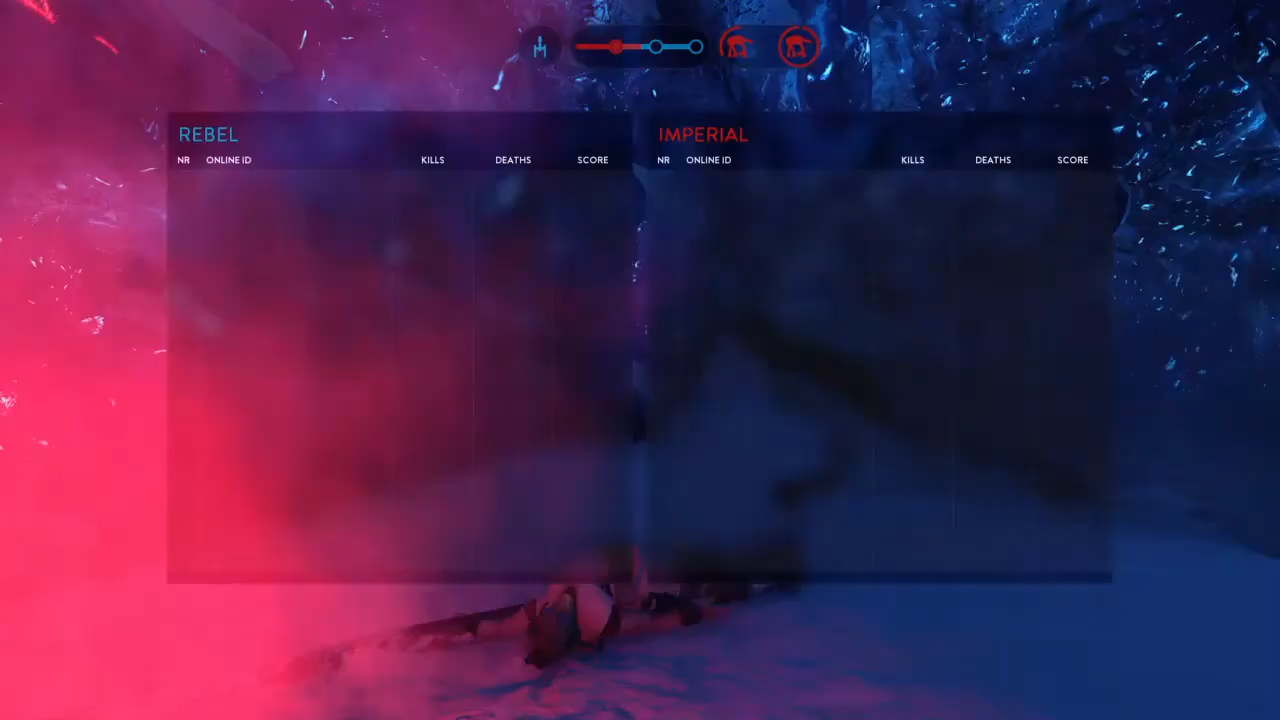 REBEL
NR ONLINE ID KILLS DEATHS SCORE
IMPERIAL
NR ONLINE ID KILLS DEATHS SCORE